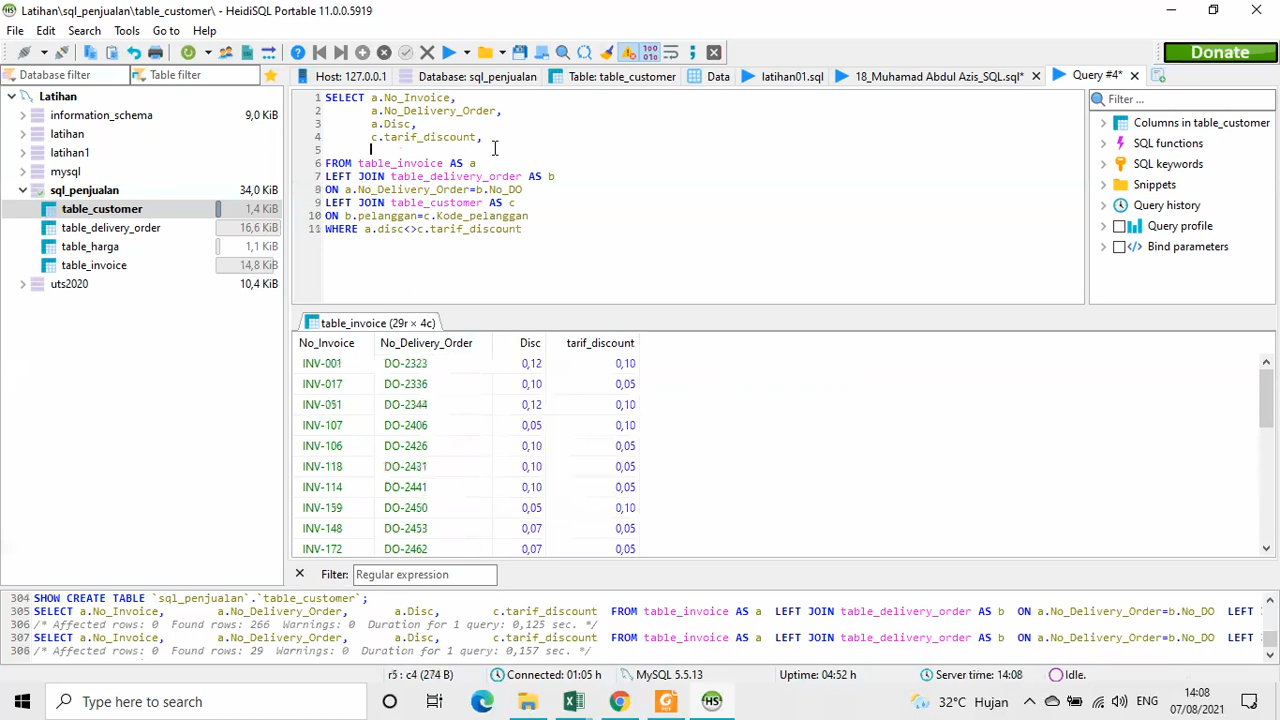 Latihan\sql_penjualan\table_customer\ - HeidiSQL Portable 11.0.0.5919
File Edit Search Tools Go to Help
Donate
Database filter Table filter
Host: 127.0.0.1 Database: sql_penjualan Table: table_customer Data latihan01.sql 18_Muhamad Abdul Azis_SQL.sql* Query #4*
Latihan
information_schema 9,0 KiB
latihan
latihan1
mysql
sql_penjualan 34,0 KiB
table_customer 1,4 KiB
table_delivery_order 16,6 KiB
table_harga 1,1 KiB
table_invoice 14,8 KiB
uts2020 10,4 KiB
1 SELECT a.No_Invoice,
2 a.No_Delivery_Order,
3 a.Disc,
4 c.tarif_discount,
5
6 FROM table_invoice AS a
7 LEFT JOIN table_delivery_order AS b
8 ON a.No_Delivery_Order=b.No_DO
9 LEFT JOIN table_customer AS c
10 ON b.pelanggan=c.Kode_pelanggan
11 WHERE a.disc<>c.tarif_discount
Filter ...
Columns in table_customer
SQL functions
SQL keywords
Snippets
Query history
Query profile
Bind parameters
table_invoice (29r × 4c)
No_Invoice No_Delivery_Order Disc tarif_discount
INV-001 DO-2323 0,12 0,10
INV-017 DO-2336 0,10 0,05
INV-051 DO-2344 0,12 0,10
INV-107 DO-2406 0,05 0,10
INV-106 DO-2426 0,10 0,05
INV-118 DO-2431 0,10 0,05
INV-114 DO-2441 0,10 0,05
INV-159 DO-2450 0,05 0,10
INV-148 DO-2453 0,07 0,05
INV-172 DO-2462 0,07 0,05
Filter: Regular expression
304 SHOW CREATE TABLE `sql_penjualan`.`table_customer`;
305 SELECT a.No_Invoice, a.No_Delivery_Order, a.Disc, c.tarif_discount FROM table_invoice AS a LEFT JOIN table_delivery_order AS b ON a.No_Delivery_Order=b.No_DO LEFT
306 /* Affected rows: 0 Found rows: 266 Warnings: 0 Duration for 1 query: 0,125 sec. */
307 SELECT a.No_Invoice, a.No_Delivery_Order, a.Disc, c.tarif_discount FROM table_invoice AS a LEFT JOIN table_delivery_order AS b ON a.No_Delivery_Order=b.No_DO LEFT
306 /* Affected rows: 0 Found rows: 29 Warnings: 0 Duration for 1 query: 0,157 sec. */
r5 : c4 (274 B) Connected: 01:05 h MySQL 5.5.13 Uptime: 04:52 h Server time: 14:08 Idle.
Type here to search
32°C Hujan ENG
14:08
07/08/2021